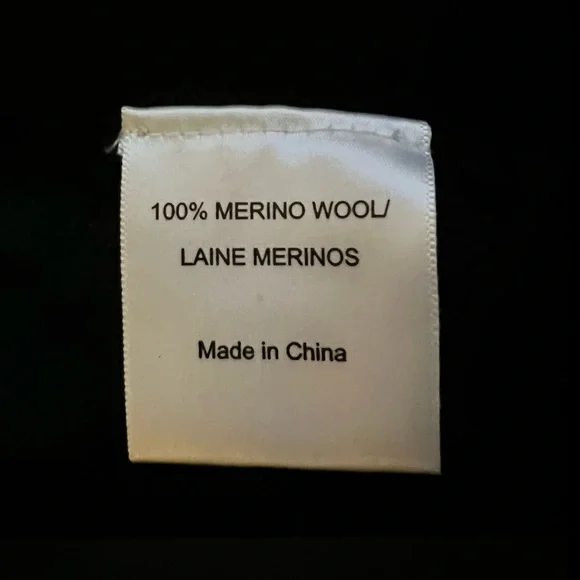 100% MERINO WOOL/
LAINE MERINOS
Made in China